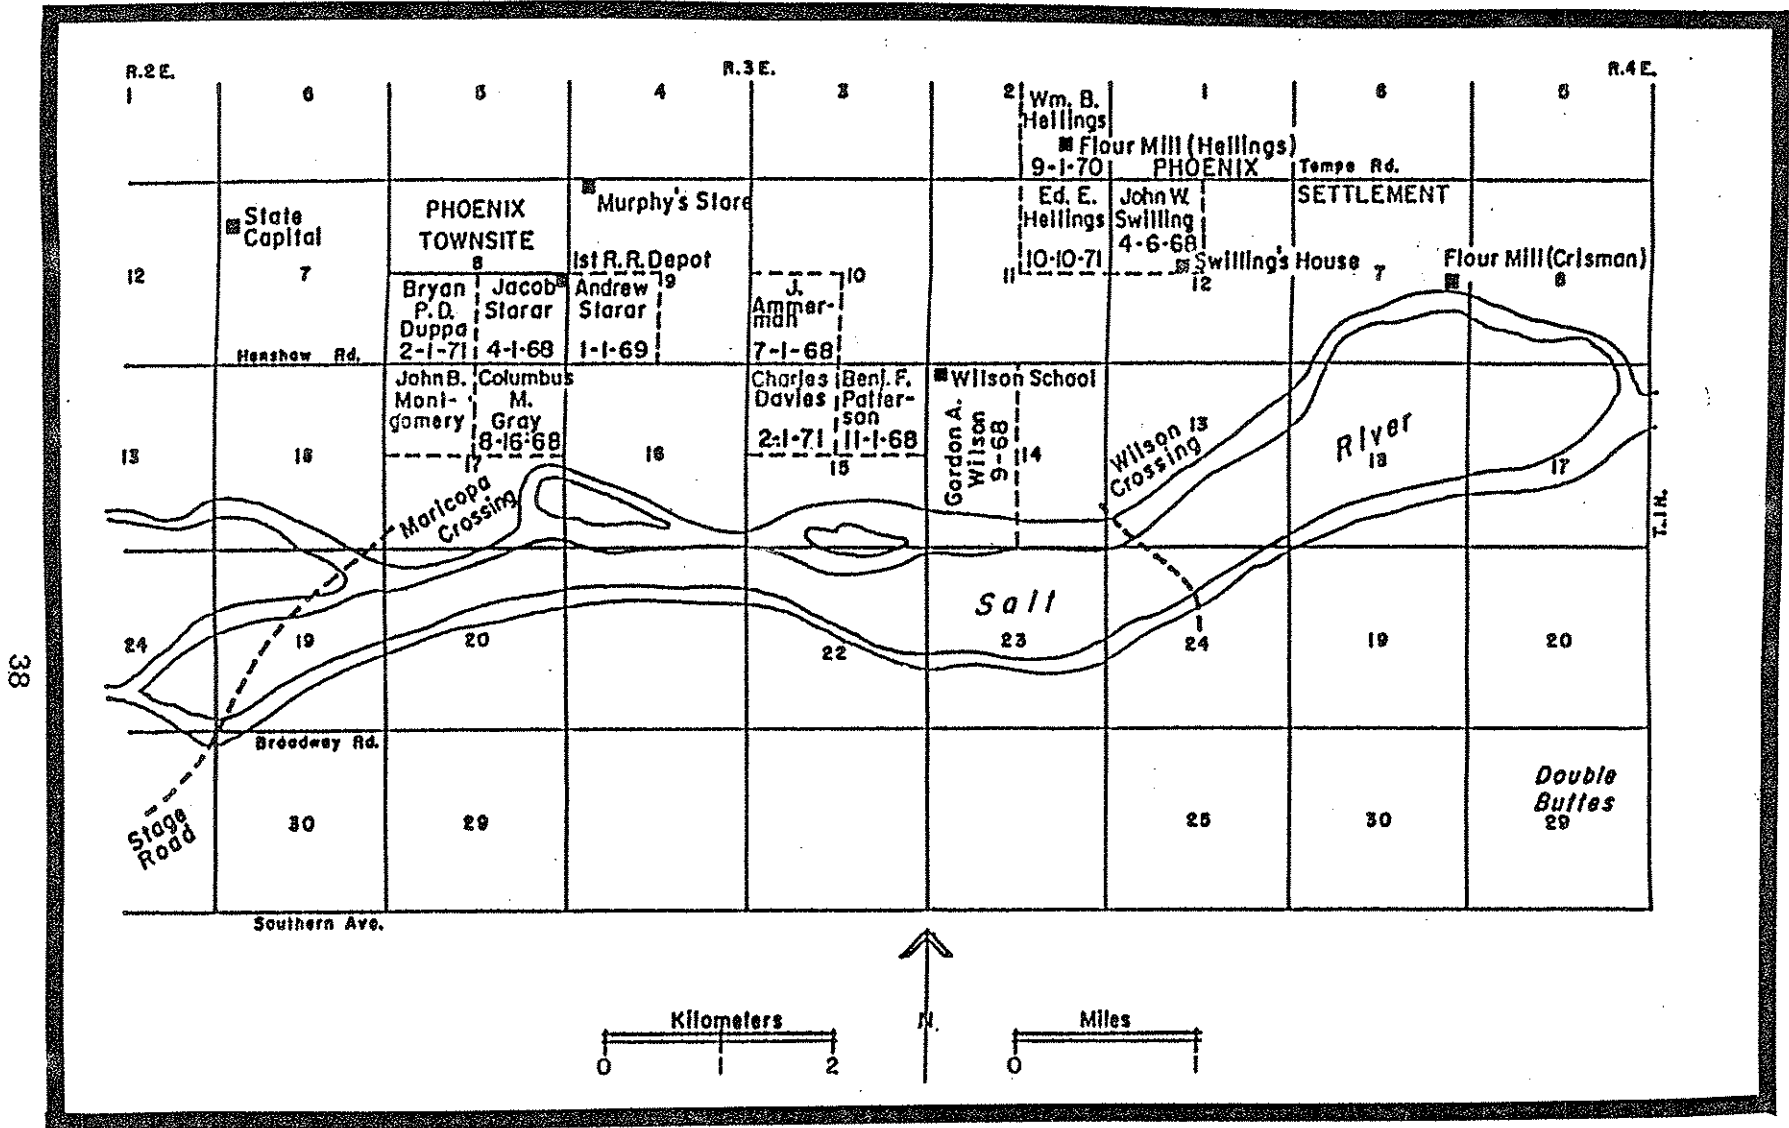 R.2E.
R.3E.
R.4E.
1
6
5
4
3
2
1
6
5
Wm. B.
Hellings
Flour Mill (Hellings)
9-1-70
PHOENIX
Tempe Rd.
State
Capital
PHOENIX
TOWNSITE
Murphy's Store
Ed. E.
Hellings
10-10-71
John W.
Swilling
4-6-68
SETTLEMENT
Swilling's House
Flour Mill (Crisman)
12
7
8
1st R.R. Depot
9
10
11
12
7
8
Bryan
P.D.
Duppa
2-1-71
Jacob
Starar
4-1-68
Andrew
Starar
1-1-69
J.
Ammer-
man
7-1-68
Henshaw Rd.
John B.
Mont-
gomery
Columbus
M.
Gray
8-16-68
Charles
Davies
2-1-71
Benj. F.
Patter-
son
11-1-68
Wilson School
Gordon A.
Wilson
9-68
13
18
17
16
15
14
Wilson
Crossing
13
River
18
17
Maricopa
Crossing
T.1N.
Salt
24
19
20
22
23
24
19
20
Broadway Rd.
Stage
Road
30
29
25
30
Double
Buttes
29
Southern Ave.
Kilometers
0
1
2
N.
Miles
0
1
38